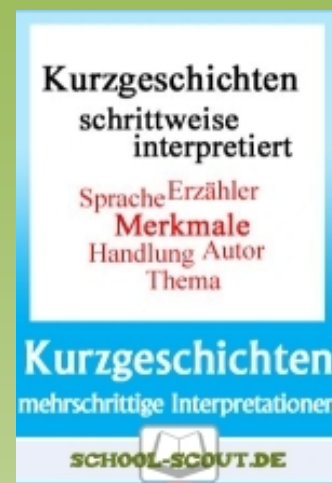 Kurzgeschichten
schrittweise
interpretiert
Sprache Erzähler
Merkmale
Handlung Autor
Thema
Kurzgeschichten
mehrschrittige Interpretationen
SCHOOL-SCOUT.DE